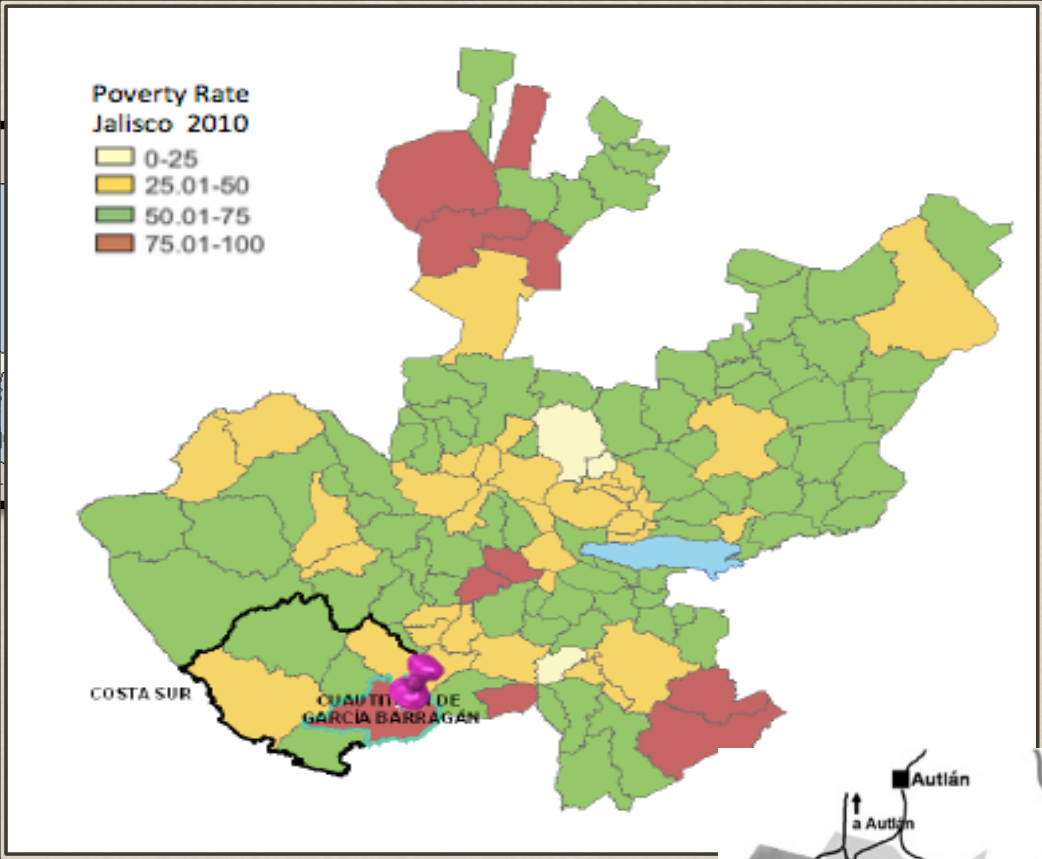 Poverty Rate
Jalisco 2010
0-25
25.01-50
50.01-75
75.01-100
COSTA SUR
DE
GARCÍA BARRAGÁN
Autlán
a Autlán